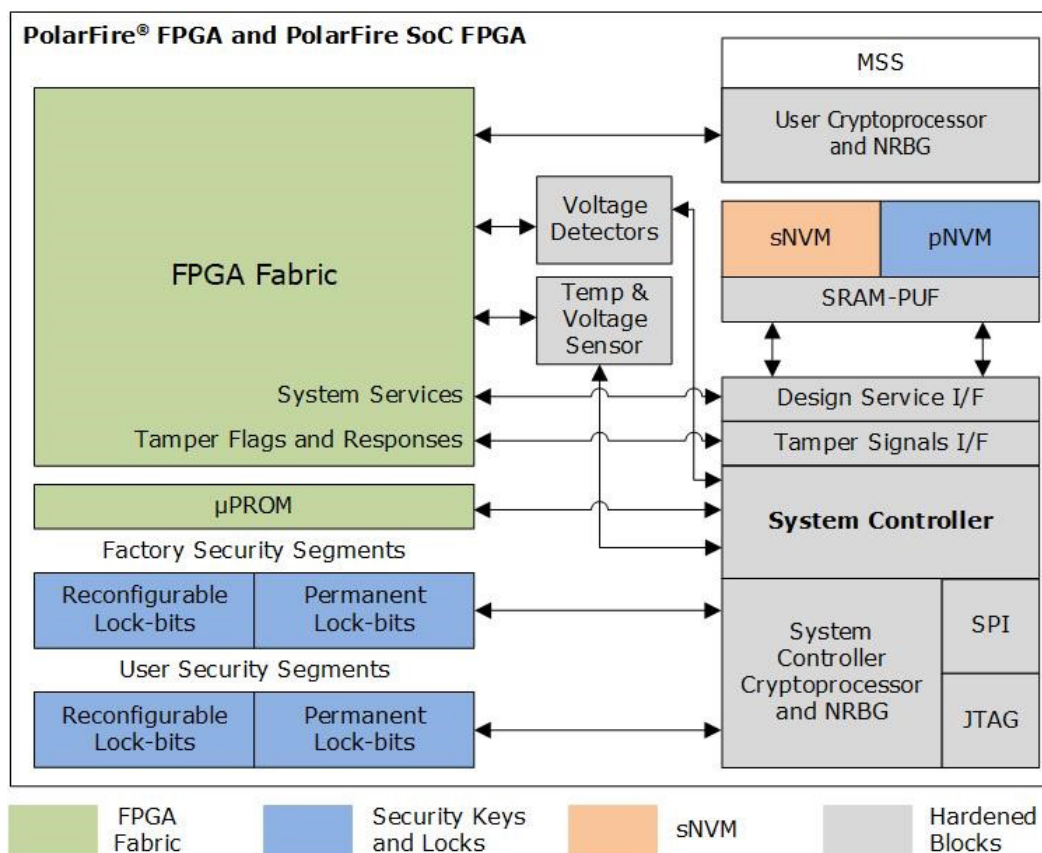 PolarFire® FPGA and PolarFire SoC FPGA
MSS
User Cryptoprocessor
and NRBG
Voltage
Detectors
sNVM
pNVM
FPGA Fabric
Temp &
Voltage
Sensor
SRAM-PUF
System Services
Design Service I/F
Tamper Flags and Responses
Tamper Signals I/F
µPROM
System Controller
Factory Security Segments
Reconfigurable
Lock-bits
Permanent
Lock-bits
System
Controller
Cryptoprocessor
and NRBG
SPI
User Security Segments
Reconfigurable
Lock-bits
Permanent
Lock-bits
JTAG
FPGA
Fabric
Security Keys
and Locks
sNVM
Hardened
Blocks